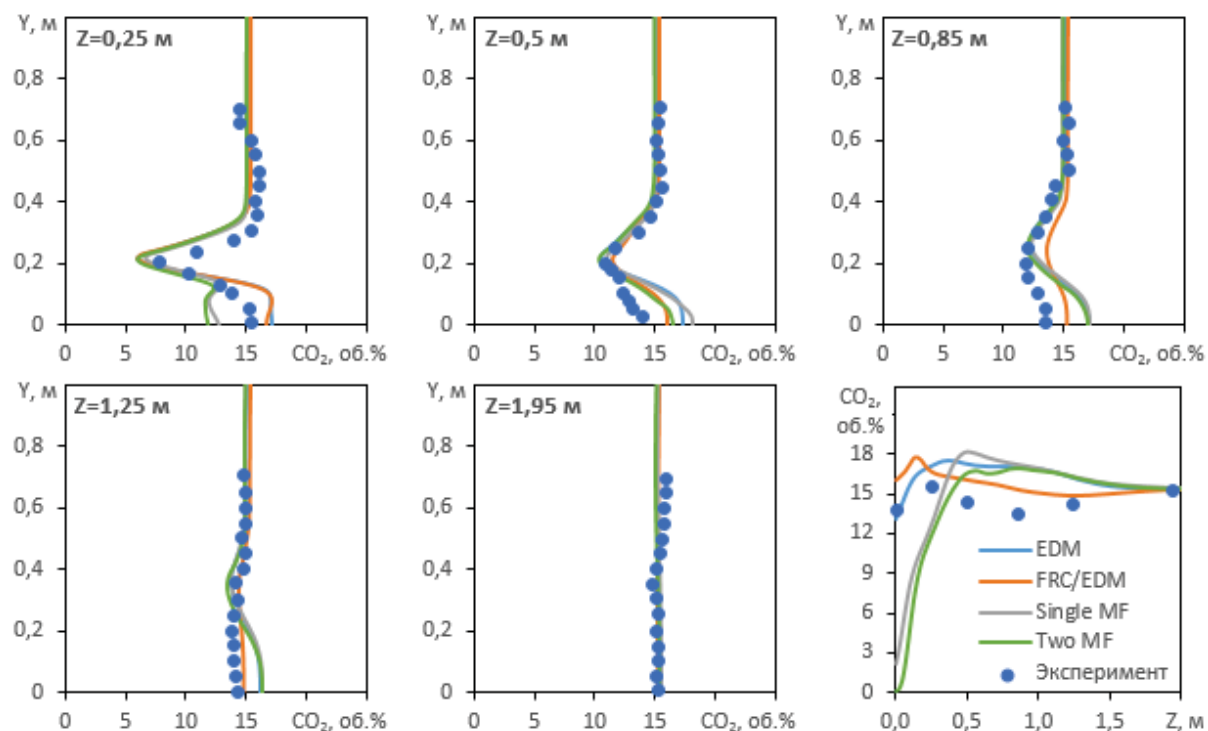 Y, м
Z=0,25 м
0,8
0,6
0,4
0,2
0
0 5 10 15 CO₂, об.%
Y, м
Z=0,5 м
0,8
0,6
0,4
0,2
0
0 5 10 15 CO₂, об.%
Y, м
Z=0,85 м
0,8
0,6
0,4
0,2
0
0 5 10 15 CO₂, об.%
Y, м
Z=1,25 м
0,8
0,6
0,4
0,2
0
0 5 10 15 CO₂, об.%
Y, м
Z=1,95 м
0,8
0,6
0,4
0,2
0
0 5 10 15 CO₂, об.%
CO₂,
об.%
18
15
12
9
6
3
0
EDM
FRC/EDM
Single MF
Two MF
Эксперимент
0,0 0,5 1,0 1,5 Z, м